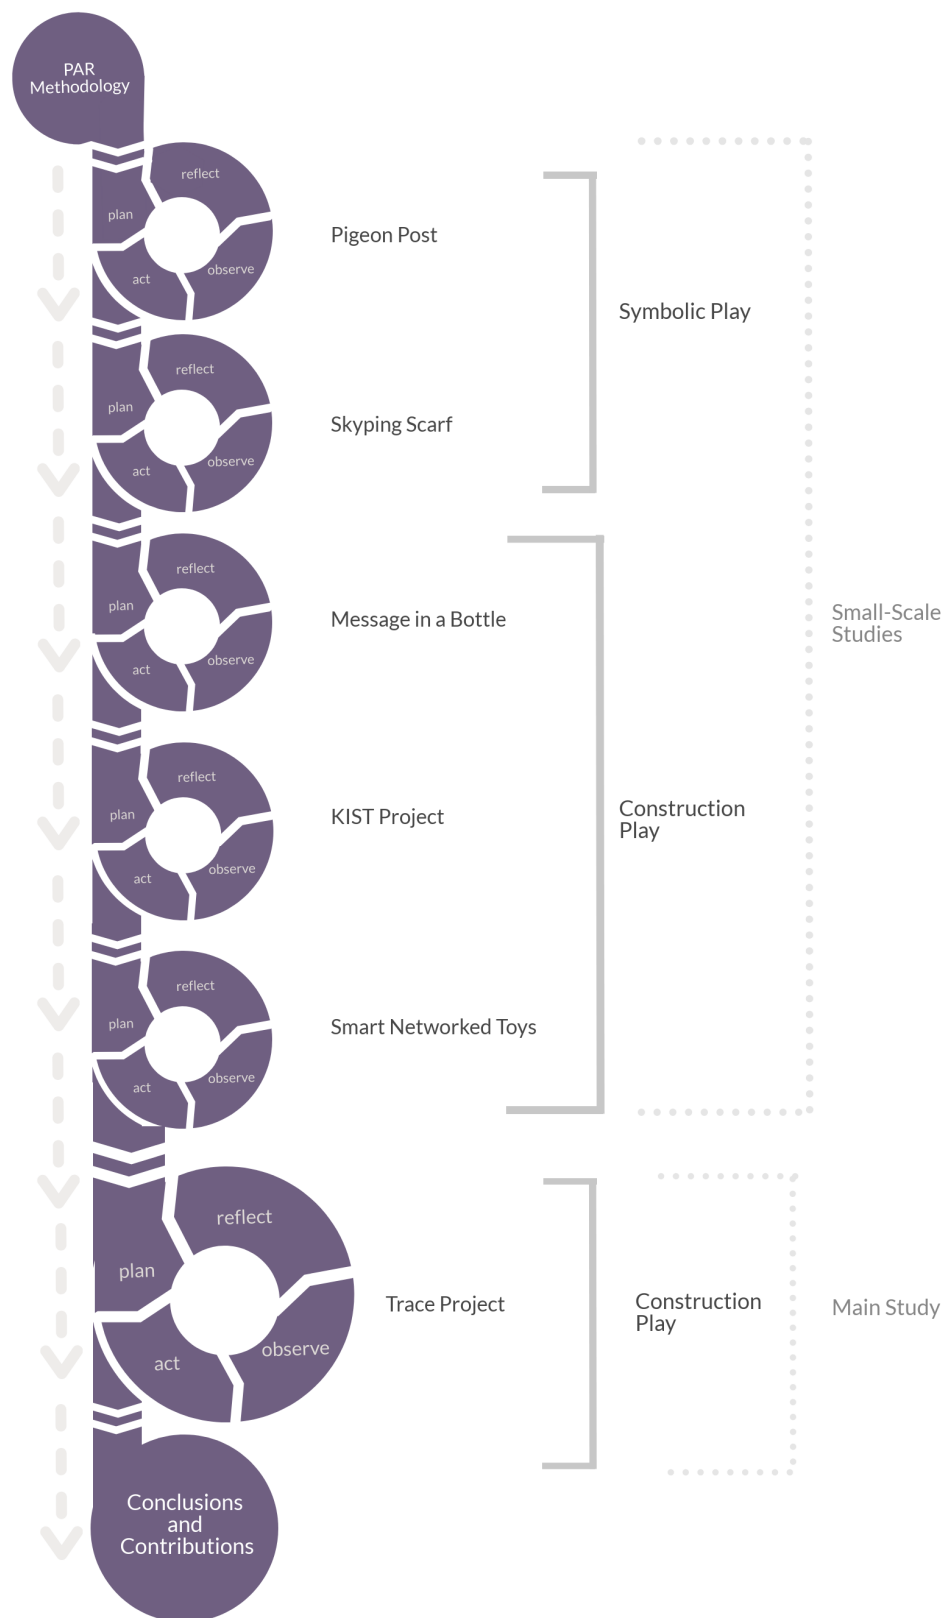 PAR
Methodology
reflect
plan
act
observe
Pigeon Post
Symbolic Play
reflect
plan
act
observe
Skyping Scarf
reflect
plan
act
observe
Message in a Bottle
Small-Scale
Studies
reflect
plan
act
observe
KIST Project
Construction
Play
reflect
plan
act
observe
Smart Networked Toys
reflect
plan
act
observe
Trace Project
Construction
Play
Main Study
Conclusions
and
Contributions